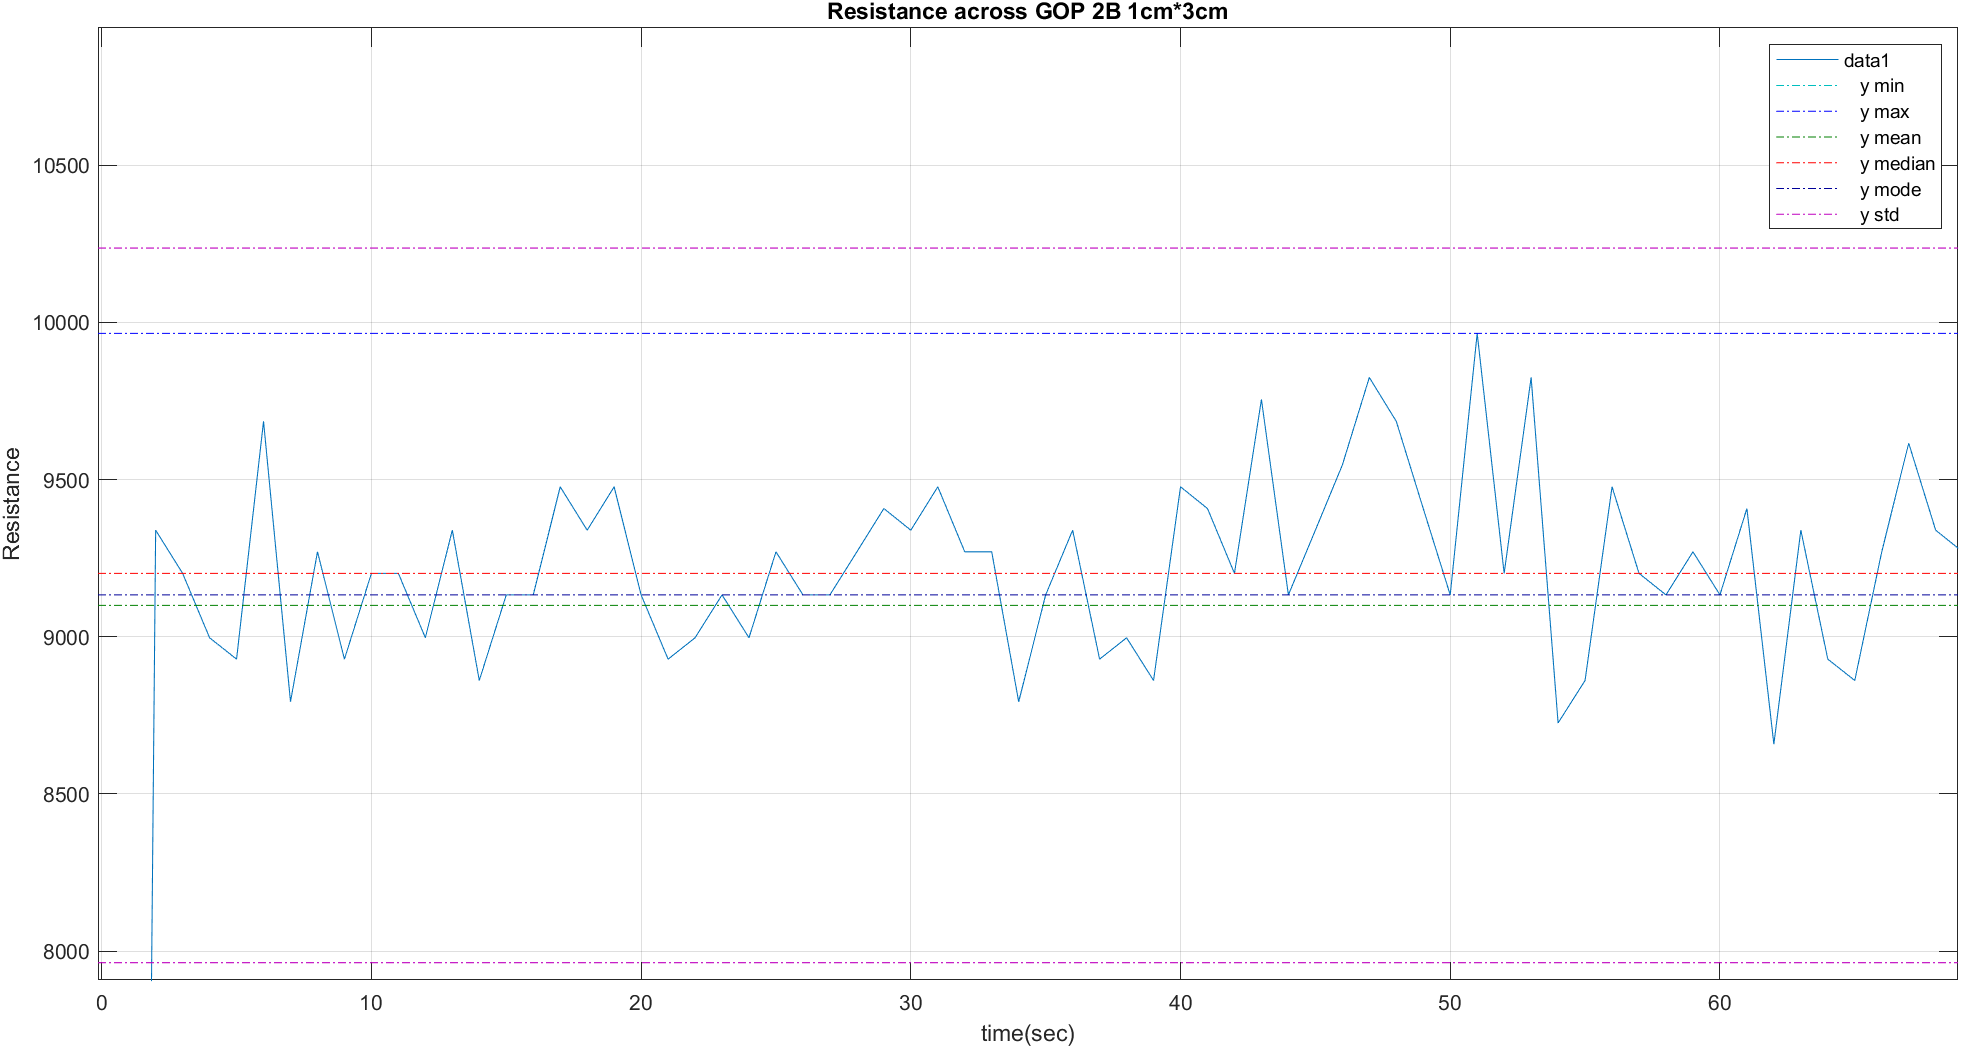 Resistance across GOP 2B 1cm*3cm
data1
y min
y max
y mean
y median
y mode
y std
10500
10000
9500
9000
8500
8000
Resistance
0 10 20 30 40 50 60
time(sec)